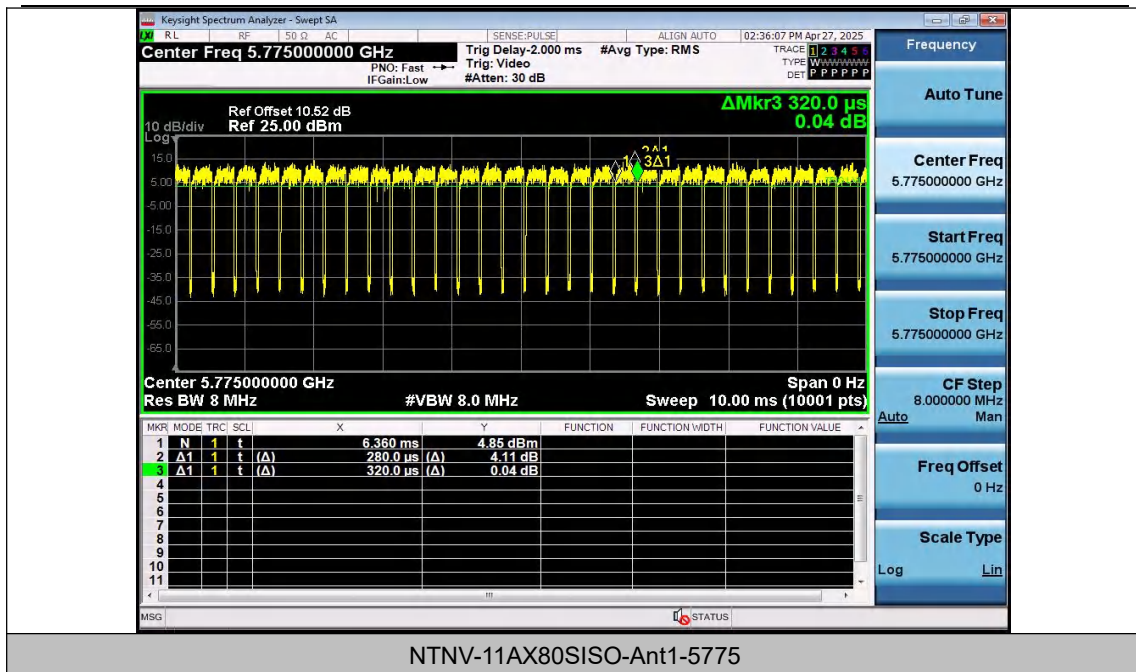 Keysight Spectrum Analyzer - Swept SA
LXI RL RF 50 Ω AC SENSE:PULSE ALIGN AUTO 02:36:07 PM Apr 27, 2025
Center Freq 5.775000000 GHz Trig Delay-2.000 ms #Avg Type: RMS TRACE 1 2 3 4 5 6
PNO: Fast Trig: Video TYPE WWWWWW
IFGain:Low #Atten: 30 dB DET P P P P P P
Frequency
Auto Tune
ΔMkr3 320.0 µs
0.04 dB
Ref Offset 10.52 dB
10 dB/div Ref 25.00 dBm
Log
15.0
5.00
-5.00
-15.0
-25.0
-35.0
-45.0
-55.0
-65.0
1 2Δ1
3Δ1
Center 5.775000000 GHz Span 0 Hz
Res BW 8 MHz #VBW 8.0 MHz Sweep 10.00 ms (10001 pts)
Center Freq
5.775000000 GHz
Start Freq
5.775000000 GHz
Stop Freq
5.775000000 GHz
CF Step
8.000000 MHz
Auto Man
Freq Offset
0 Hz
Scale Type
Log Lin
MKR MODE TRC SCL X Y FUNCTION FUNCTION WIDTH FUNCTION VALUE
1 N 1 t 6.360 ms 4.85 dBm
2 Δ1 1 t (Δ) 280.0 µs (Δ) 4.11 dB
3 Δ1 1 t (Δ) 320.0 µs (Δ) 0.04 dB
4
5
6
7
8
9
10
11
MSG STATUS
NTNV-11AX80SISO-Ant1-5775